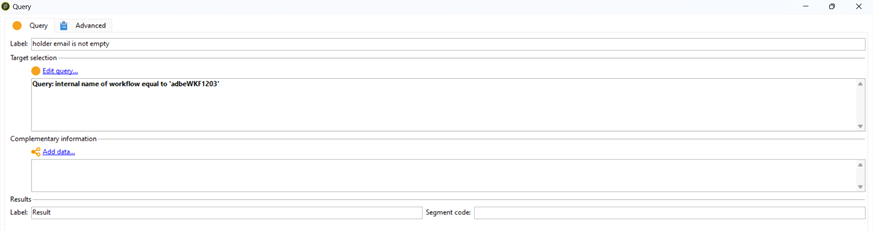 Query
Query Advanced
Label: holder email is not empty
Target selection
Edit query...
Query: internal name of workflow equal to 'adbeWKF1203'
Complementary information
Add data...
Results
Label: Result Segment code: